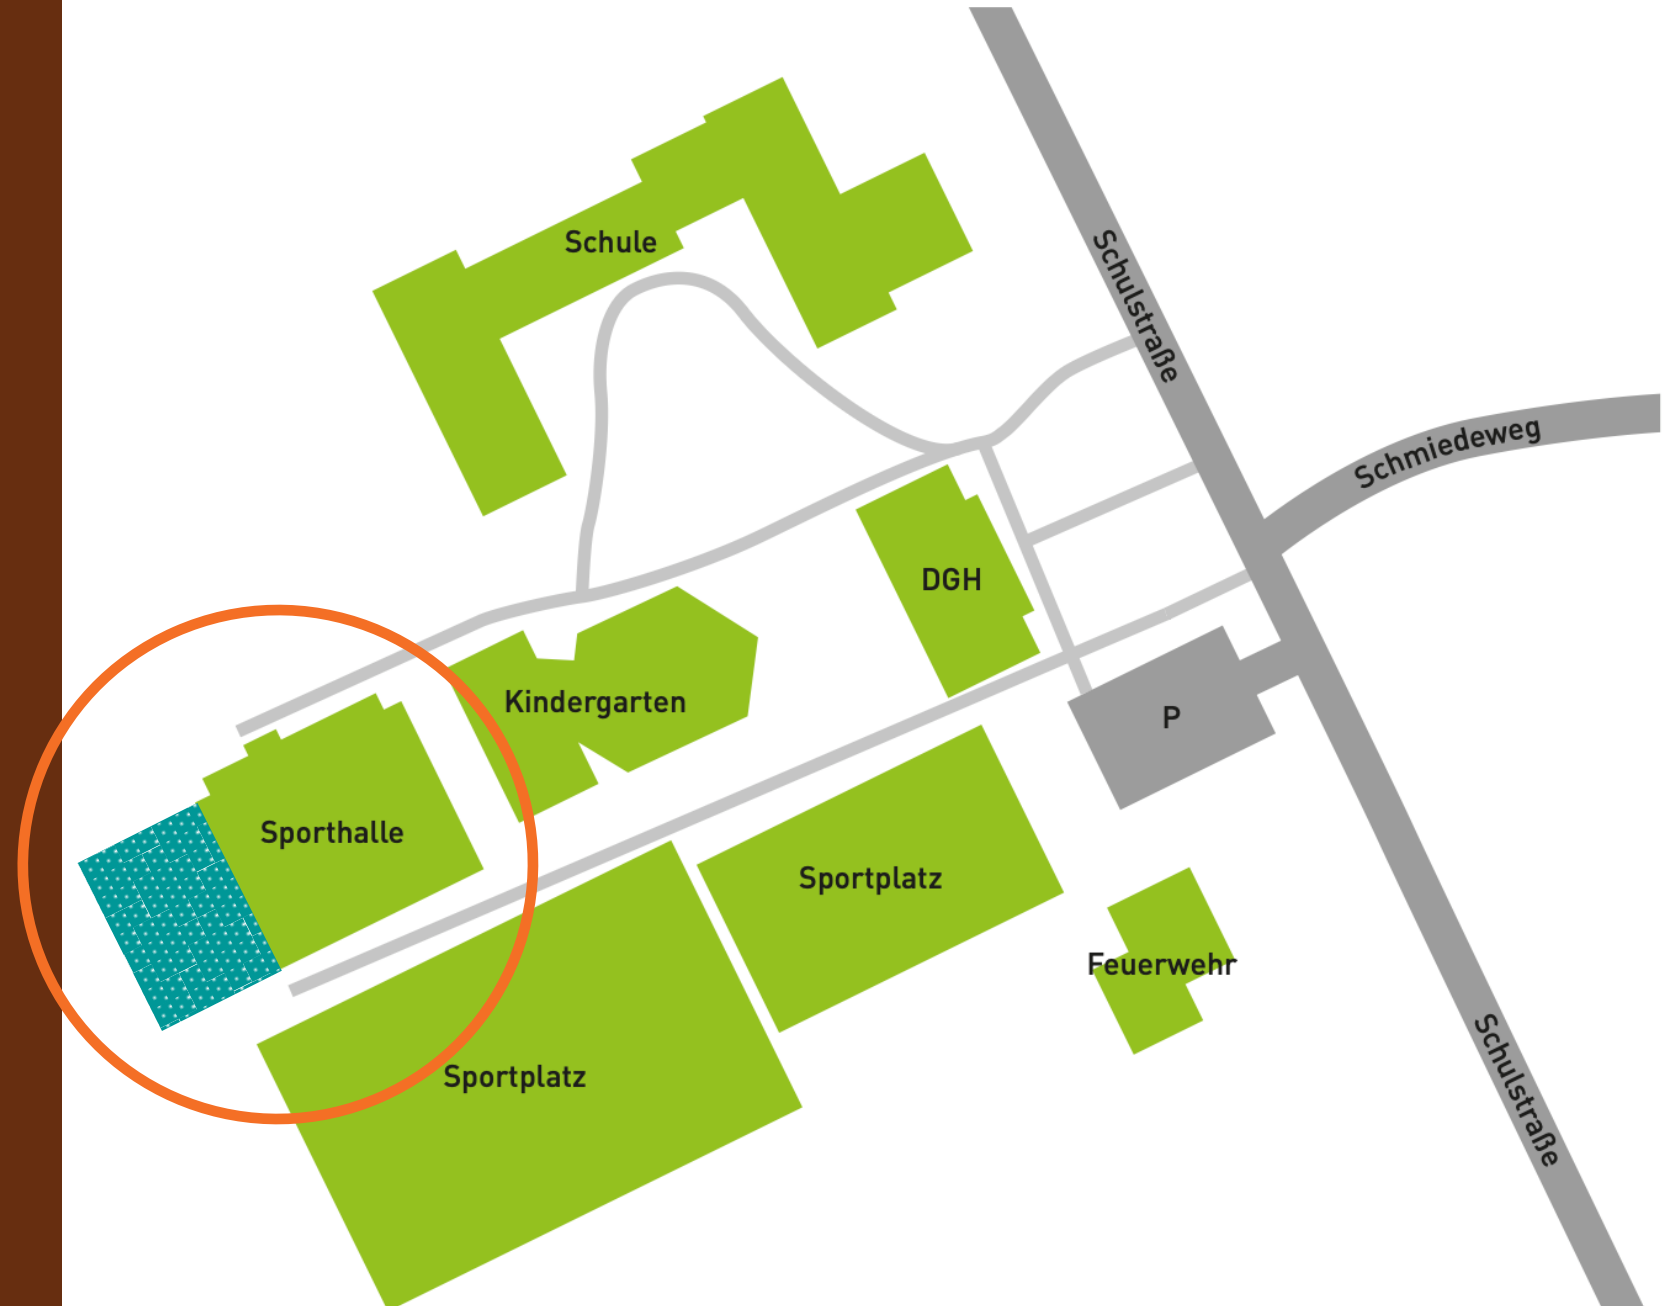 Schule
Schulstraße
Schmiedeweg
DGH
Kindergarten
P
Sporthalle
Sportplatz
Feuerwehr
Sportplatz
Schulstraße